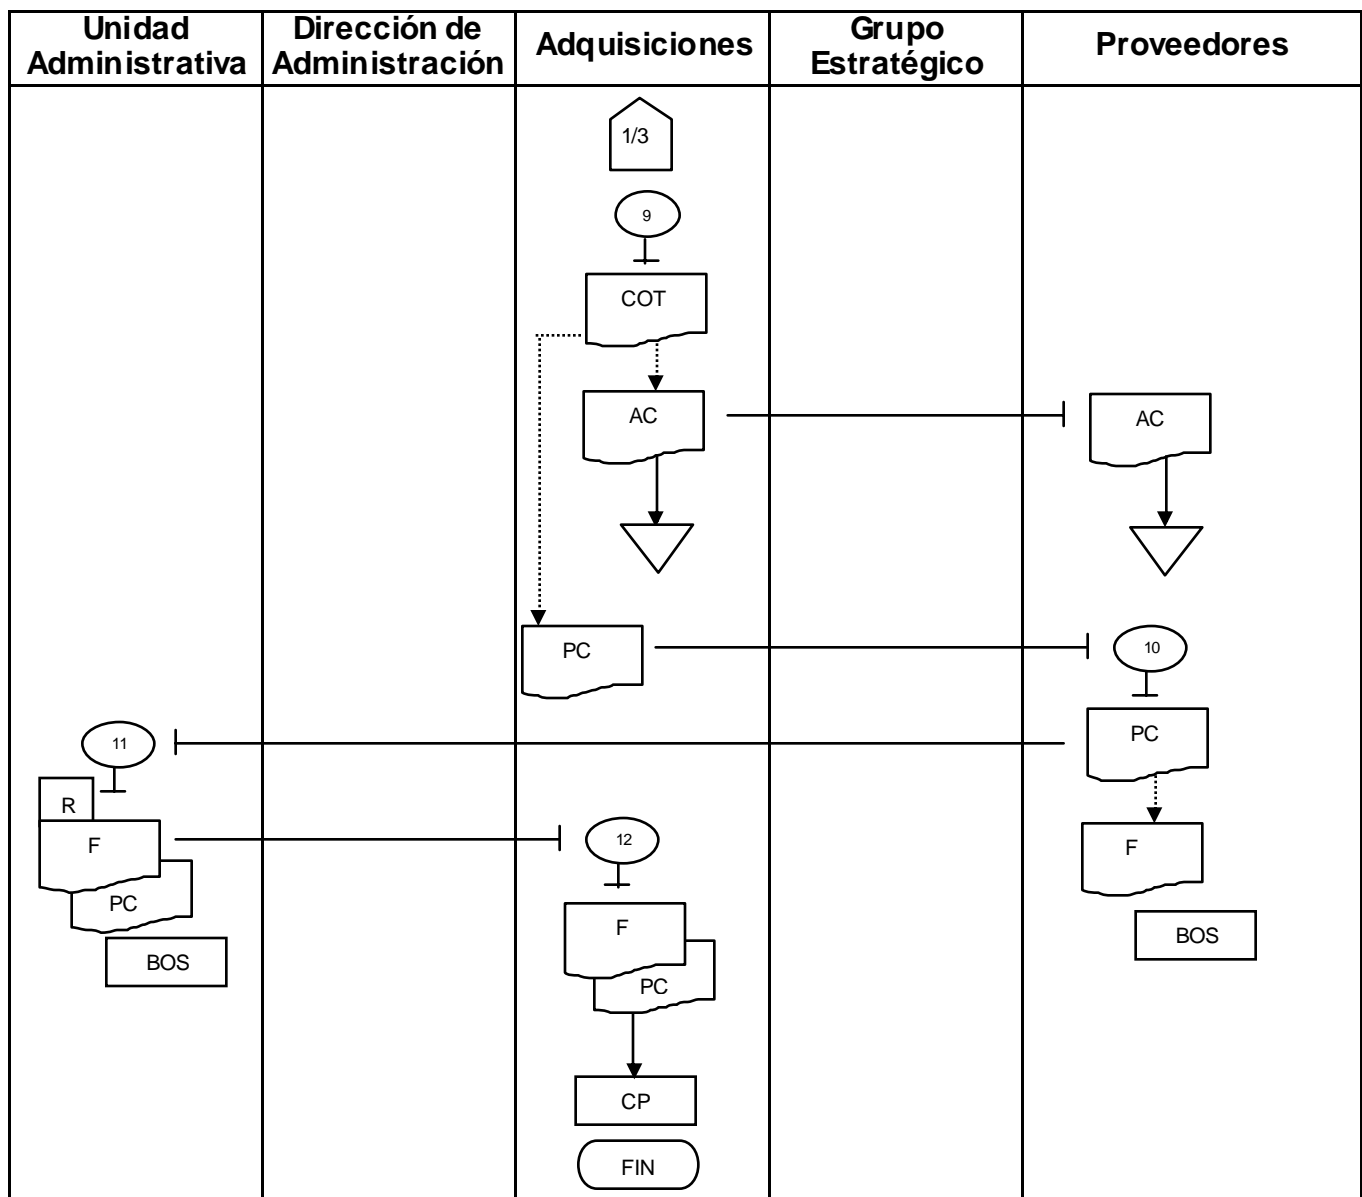 Unidad
Administrativa
Dirección de
Administración
Adquisiciones
Grupo
Estratégico
Proveedores
1/3
9
COT
AC
AC
PC
10
PC
11
R
F
PC
BOS
12
F
BOS
F
PC
CP
FIN